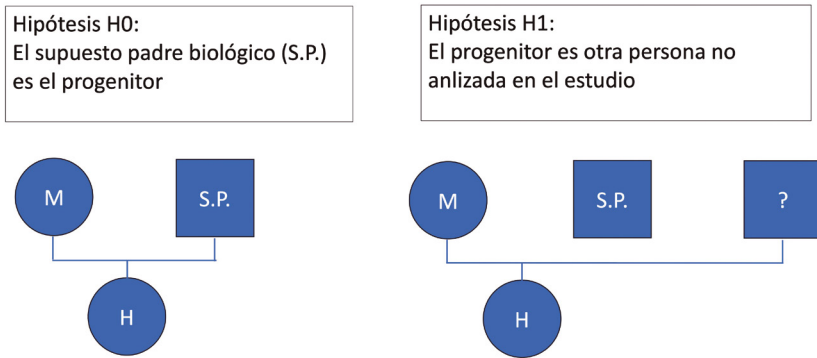 Hipótesis H0:
El supuesto padre biológico (S.P.)
es el progenitor
Hipótesis H1:
El progenitor es otra persona no
anlizada en el estudio
M
S.P.
H
M
S.P.
?
H